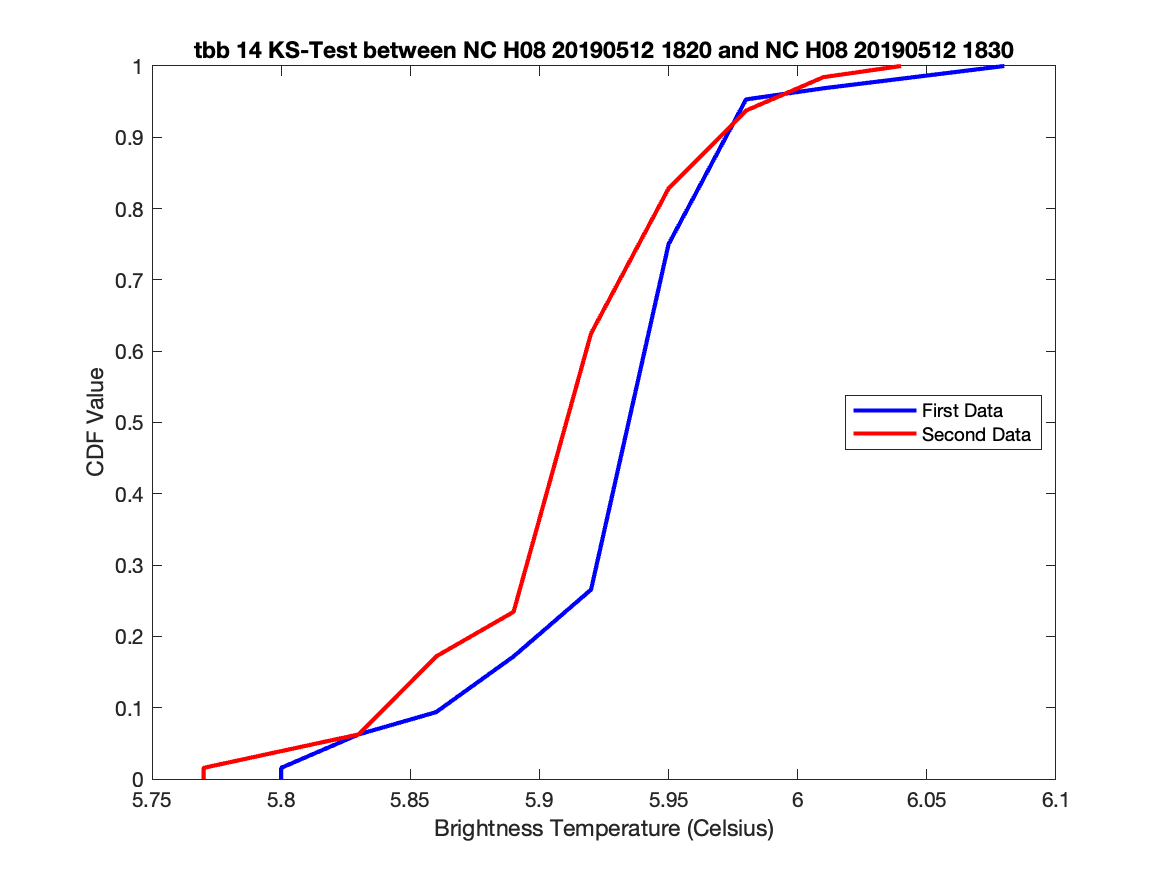 tbb 14 KS-Test between NC H08 20190512 1820 and NC H08 20190512 1830
1
0.9
0.8
0.7
0.6
0.5
0.4
0.3
0.2
0.1
0
CDF Value
First Data
Second Data
5.75 5.8 5.85 5.9 5.95 6 6.05 6.1
Brightness Temperature (Celsius)